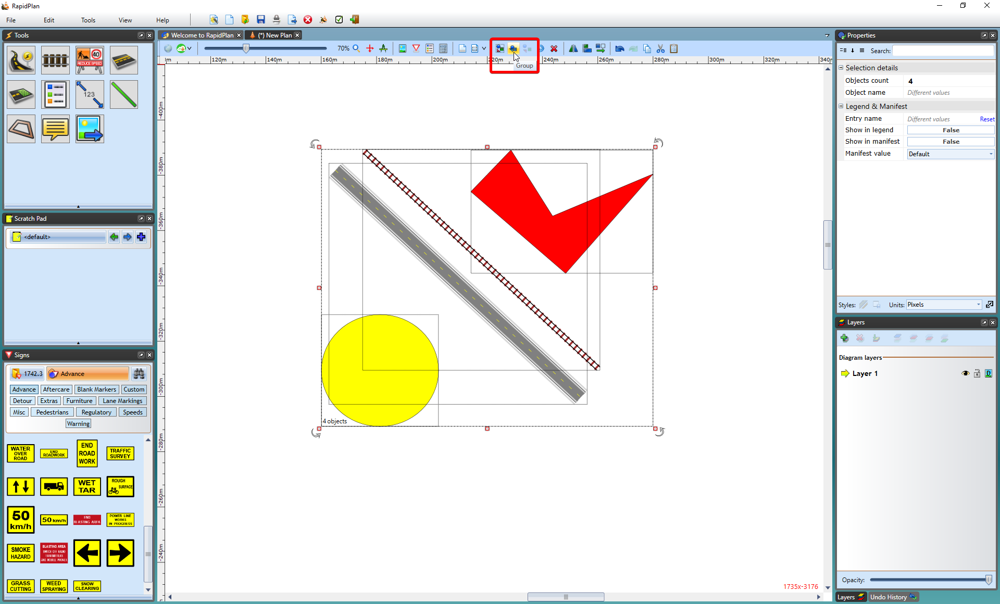 RapidPlan
File Edit Tools View Help
Tools
Welcome to RapidPlan (*) New Plan
Properties
70%
Search:
Group
120m 140m 160m 180m 200m 220m 240m 260m 280m 300m 320m 340m
Selection details
Objects count 4
Object name Different values
Legend & Manifest
Entry name Different values Reset
Show in legend False
Show in manifest False
Manifest value Default
123
40
REDUCE SPEED
-400m
-380m
-360m
-340m
-320m
-300m
-280m
-260m
-240m
Scratch Pad
<default>
4 objects
Styles: Units: Pixels
Layers
Diagram layers
Layer 1
D
Signs
1742.3 Advance
Advance Aftercare Blank Markers Custom
Detour Extras Furniture Lane Markings
Misc Pedestrians Regulatory Speeds
Warning
WATER OVER ROAD
END ROADWORK
END ROAD WORK
TRAFFIC SURVEY
WET TAR
ROUGH SURFACE
50 km/h
50 km/h
END BLASTING AREA
POWER LINE WORKS IN PROGRESS
SMOKE HAZARD
BLASTING AREA SWITCH OFF RADIO TRANSMITTERS AND MOBILE PHONES
GRASS CUTTING
WEED SPRAYING
SNOW CLEARING
1735x-3176
Opacity:
Layers Undo History